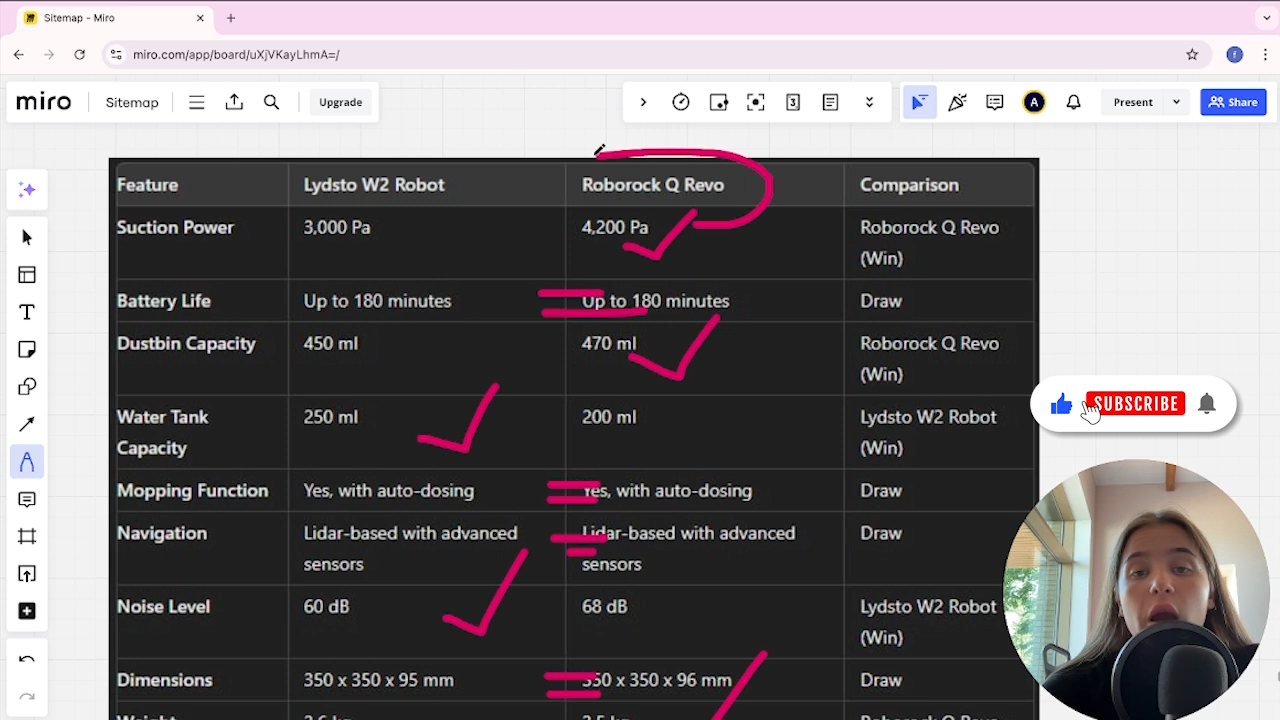 Sitemap - Miro
miro.com/app/board/uXjVKayLhmA=/
f
miro
Sitemap
Upgrade
3
A
Present
Share
Feature
Lydsto W2 Robot
Roborock Q Revo
Comparison
Suction Power
3,000 Pa
4,200 Pa
Roborock Q Revo
(Win)
Battery Life
Up to 180 minutes
Up to 180 minutes
Draw
Dustbin Capacity
450 ml
470 ml
Roborock Q Revo
(Win)
Water Tank
Capacity
250 ml
200 ml
Lydsto W2 Robot
(Win)
Mopping Function
Yes, with auto-dosing
Yes, with auto-dosing
Draw
Navigation
Lidar-based with advanced
sensors
Lidar-based with advanced
sensors
Draw
Noise Level
60 dB
68 dB
Lydsto W2 Robot
(Win)
Dimensions
350 x 350 x 95 mm
350 x 350 x 96 mm
Draw
SUBSCRIBE